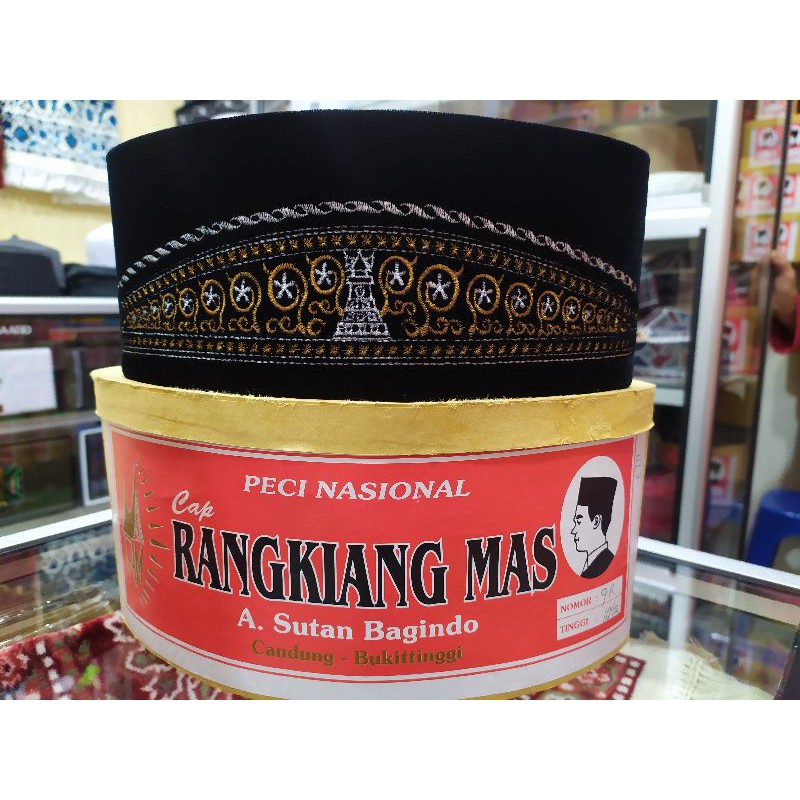 PECI NASIONAL
Cap
RANGKIANG MAS
A. Sutan Bagindo
Candung - Bukittinggi
NOMOR :
TINGGI :